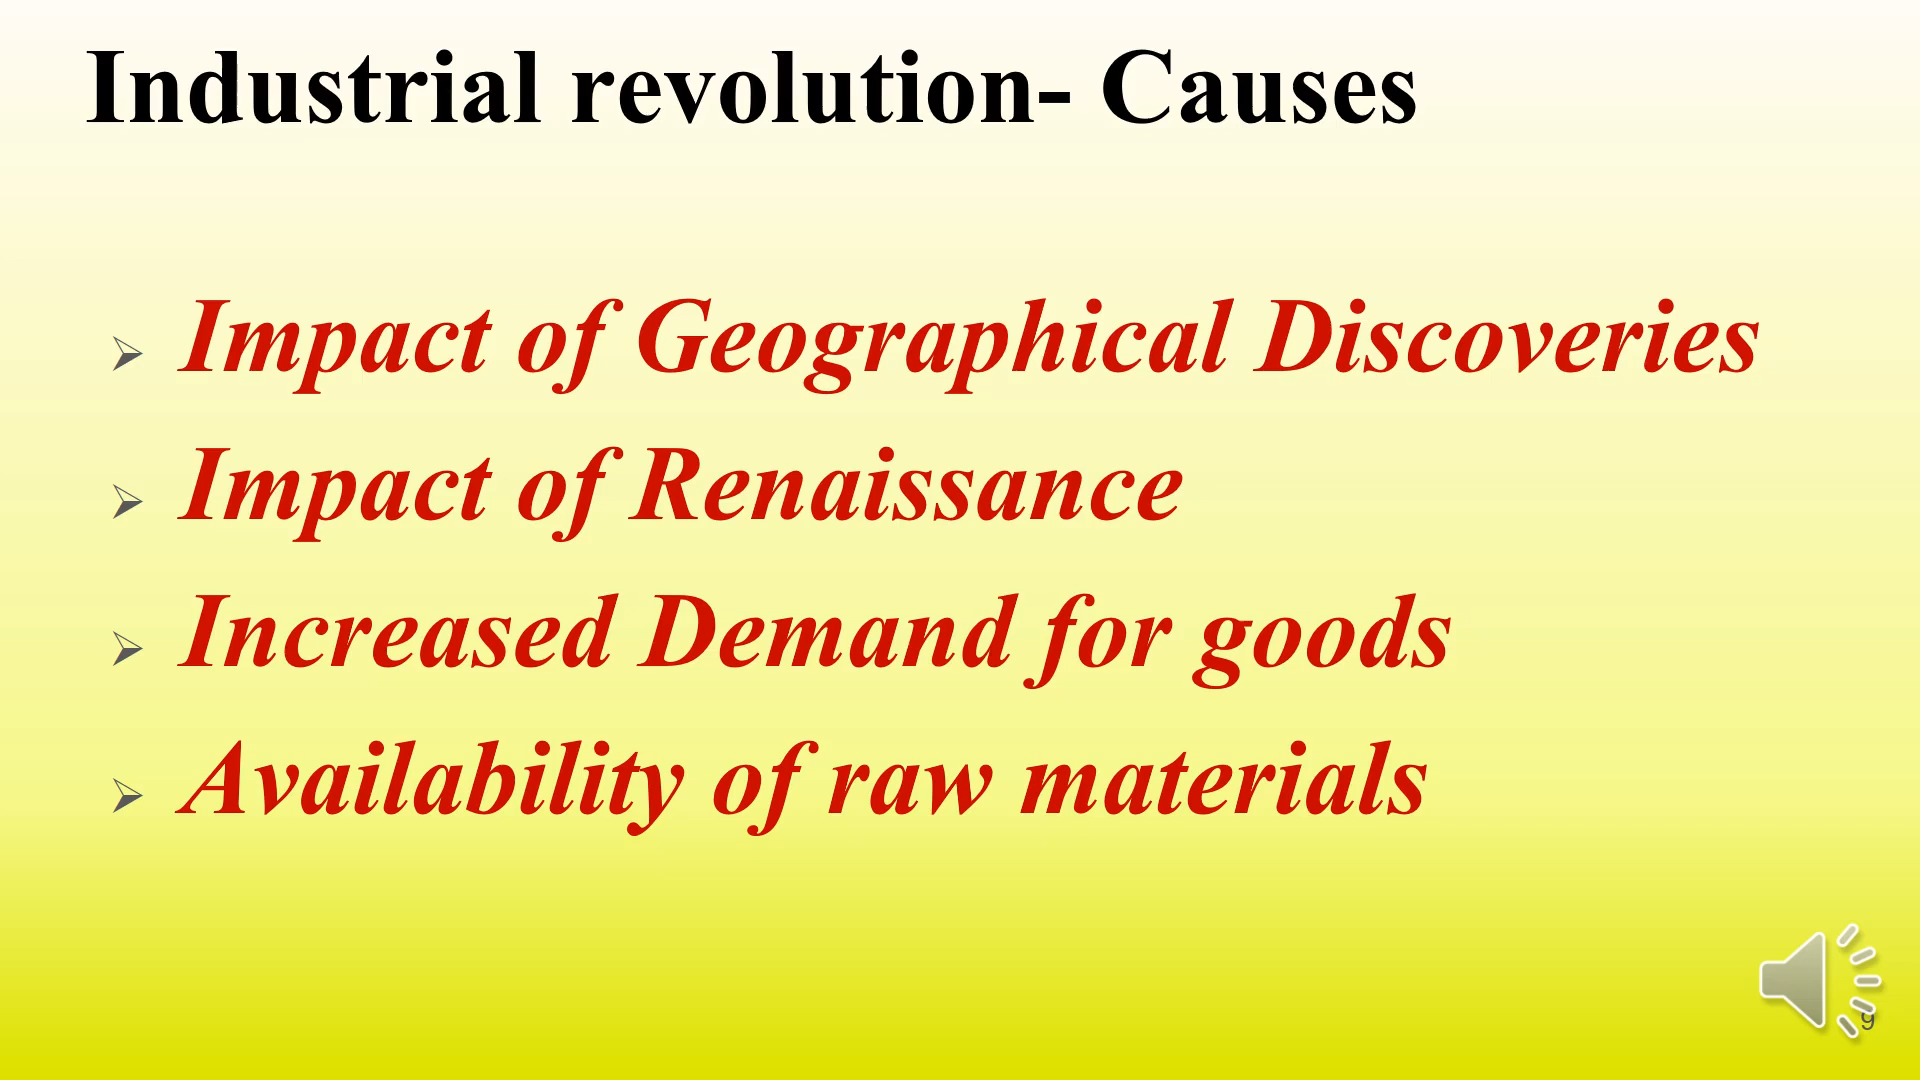 Industrial revolution- Causes
Impact of Geographical Discoveries
Impact of Renaissance
Increased Demand for goods
Availability of raw materials
9